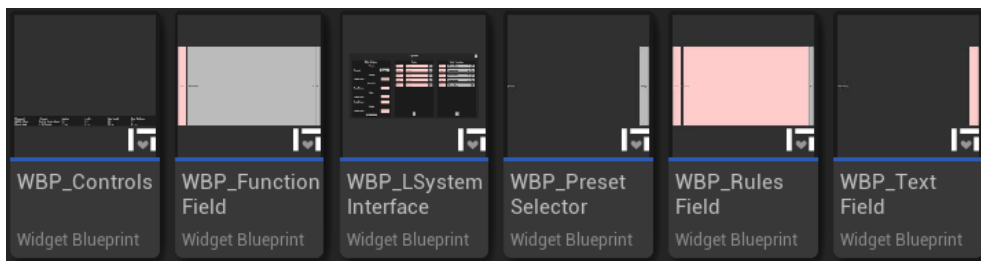 WBP_Controls
Widget Blueprint
WBP_Function
Field
Widget Blueprint
WBP_LSystem
Interface
Widget Blueprint
WBP_Preset
Selector
Widget Blueprint
WBP_Rules
Field
Widget Blueprint
WBP_Text
Field
Widget Blueprint